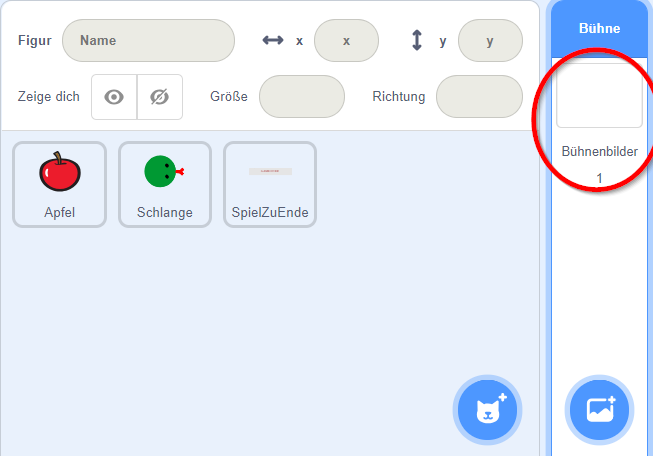 Bühne
Figur Name x x y y
Zeige dich Größe Richtung
Bühnenbilder
1
Apfel Schlange SpielZuEnde